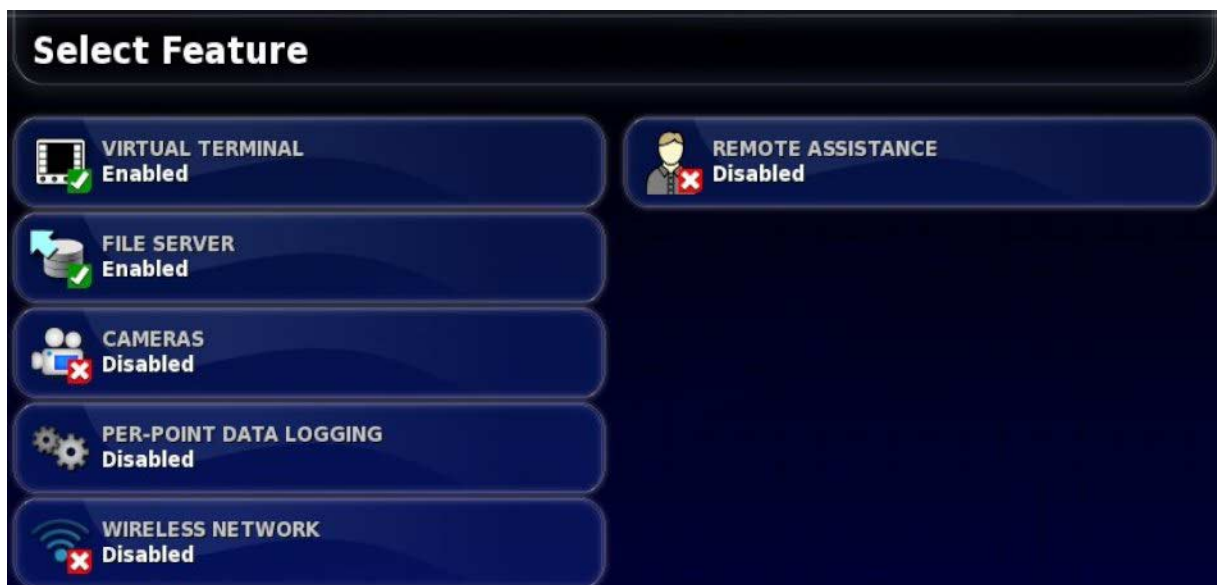 Select Feature
VIRTUAL TERMINAL
Enabled
FILE SERVER
Enabled
CAMERAS
Disabled
PER-POINT DATA LOGGING
Disabled
WIRELESS NETWORK
Disabled
REMOTE ASSISTANCE
Disabled